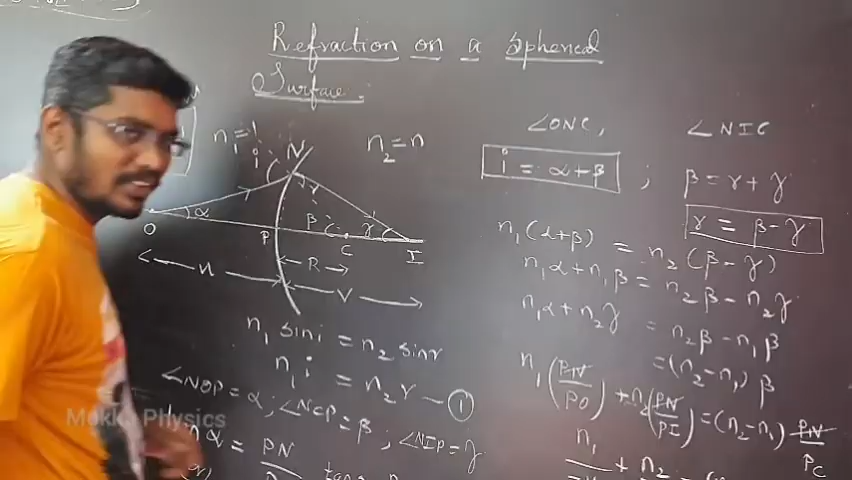 Refraction on a Spherical
Surface.
n₁=1
n₂=n
i
N
r
α
β
γ
O
P
C
I
u
R
V
n₁ sin i = n₂ sin r
n₁ i = n₂ r — ①
∠NOP = α; ∠NCP = β; ∠NIP = γ
α = PN
∠ONC, ∠NIC
i = α+β ; β = r + γ
r = β - γ
n₁(α+β) = n₂(β-γ)
n₁α + n₁β = n₂β - n₂γ
n₁α + n₂γ = n₂β - n₁β
= (n₂-n₁) β
n₁(PN/PO) + n₂(PN/PI) = (n₂-n₁) PN/PC
n₁ + n₂
Mokka Physics